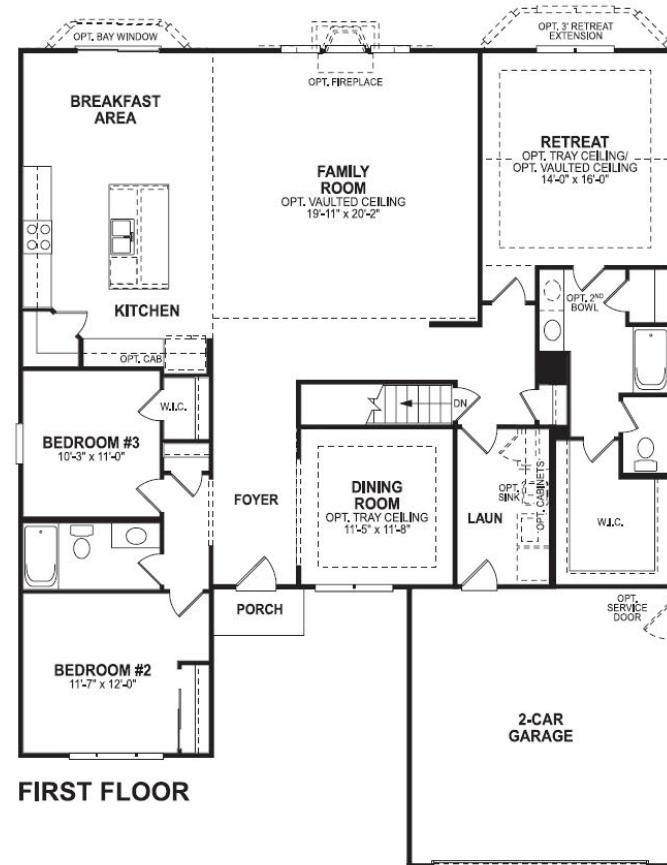 OPT. BAY WINDOW
OPT. 3' RETREAT
EXTENSION
OPT. FIREPLACE
BREAKFAST
AREA
FAMILY
ROOM
OPT. VAULTED CEILING
19'-11" x 20'-2"
RETREAT
OPT. TRAY CEILING/
OPT. VAULTED CEILING
14'-0" x 16'-0"
KITCHEN
OPT. CAB
OPT. 2ND
BOWL
W.I.C.
DN
BEDROOM #3
10'-3" x 11'-0"
FOYER
DINING
ROOM
OPT. TRAY CEILING
11'-5" x 11'-8"
LAUN
OPT.
SINK
OPT. CABINETS
W.I.C.
PORCH
OPT.
SERVICE
DOOR
BEDROOM #2
11'-7" x 12'-0"
2-CAR
GARAGE
FIRST FLOOR